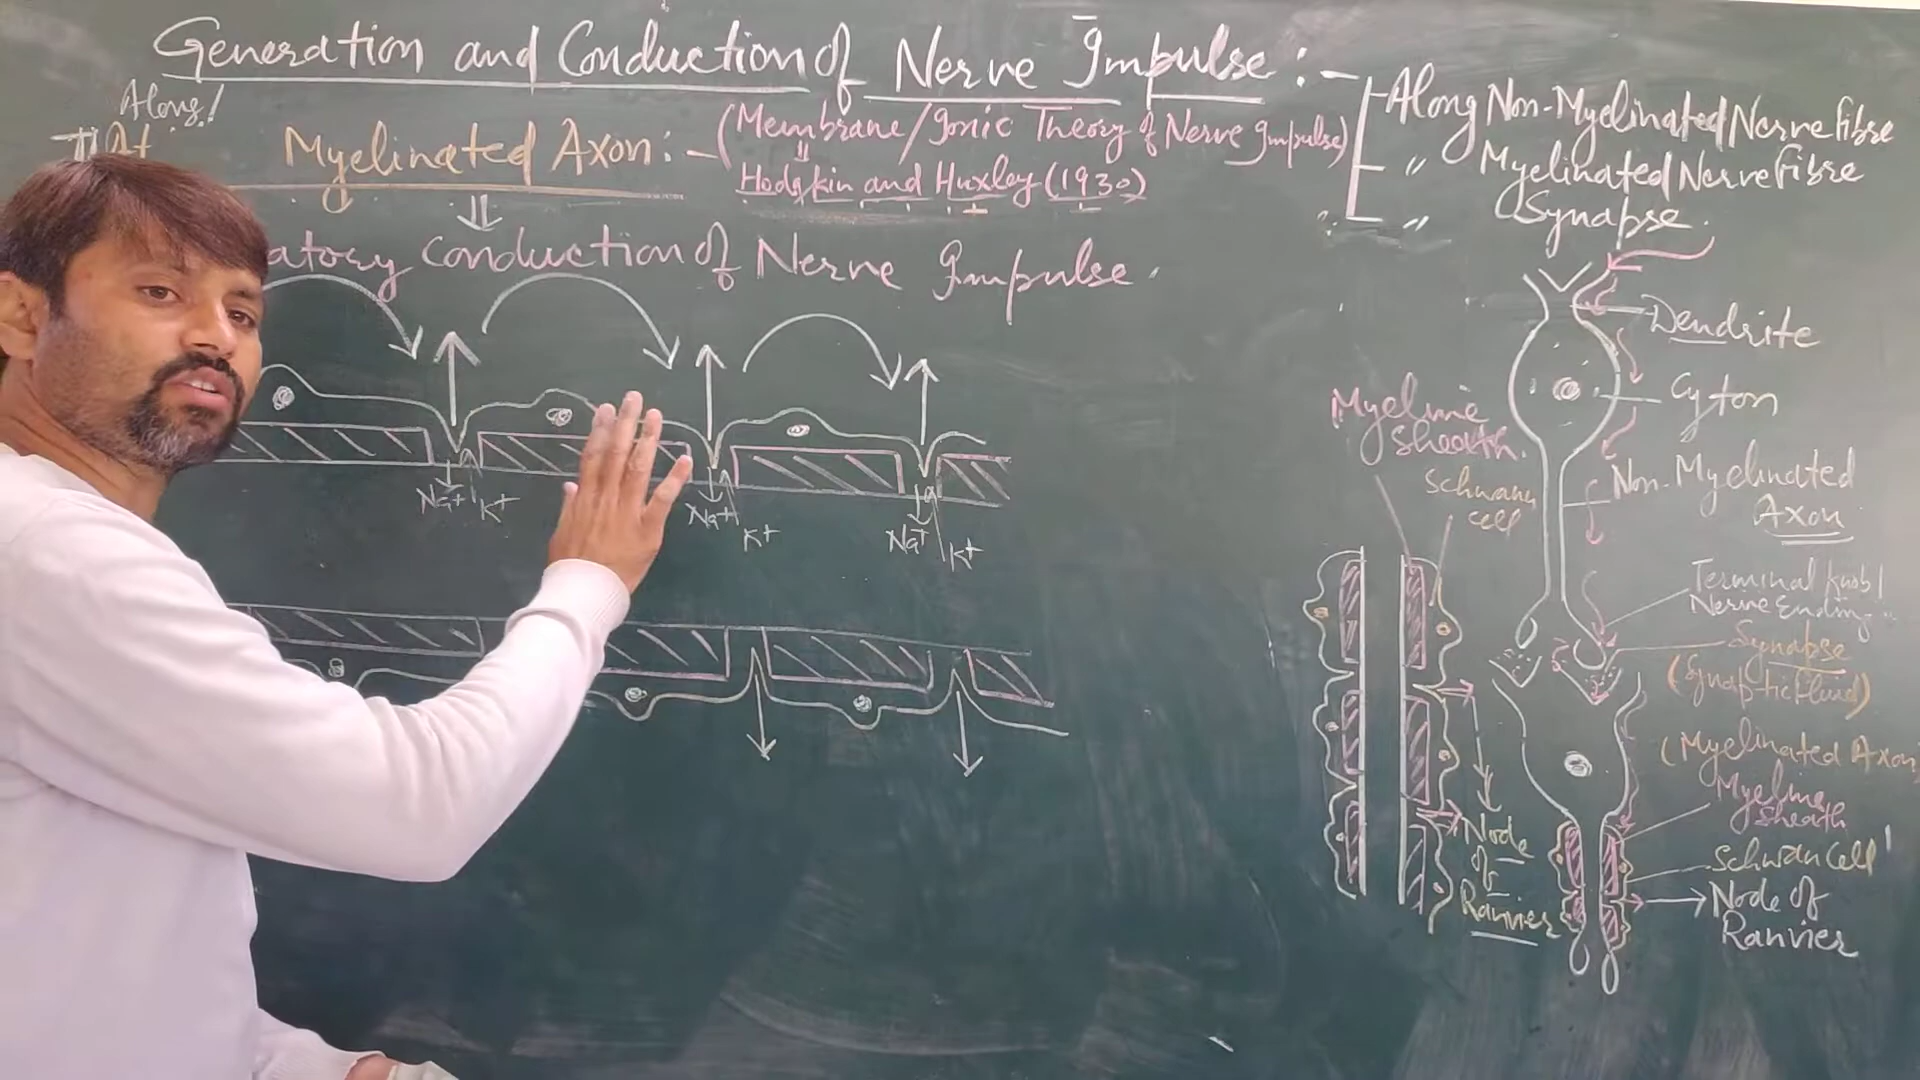 Generation and Conduction of Nerve Impulse :-
Along!
At Myelinated Axon :- (Membrane/Ionic Theory of Nerve Impulse)
Hodgkin and Huxley (1930)
atory conduction of Nerve Impulse.
Na+ K+
Na+ K+
Na+ K+
Along Non-Myelinated Nerve fibre
" Myelinated Nerve Fibre
" Synapse.
Dendrite
Cyton
Non-Myelinated
Axon
Terminal knob/
Nerve Ending
Synapse
(Synaptic Fluid)
(Myelinated Axon)
Myeline
Sheath
Schwan Cell
Node of
Ranvier
Myeline
Sheath.
Schwann
cell
Node
of
Ranvier